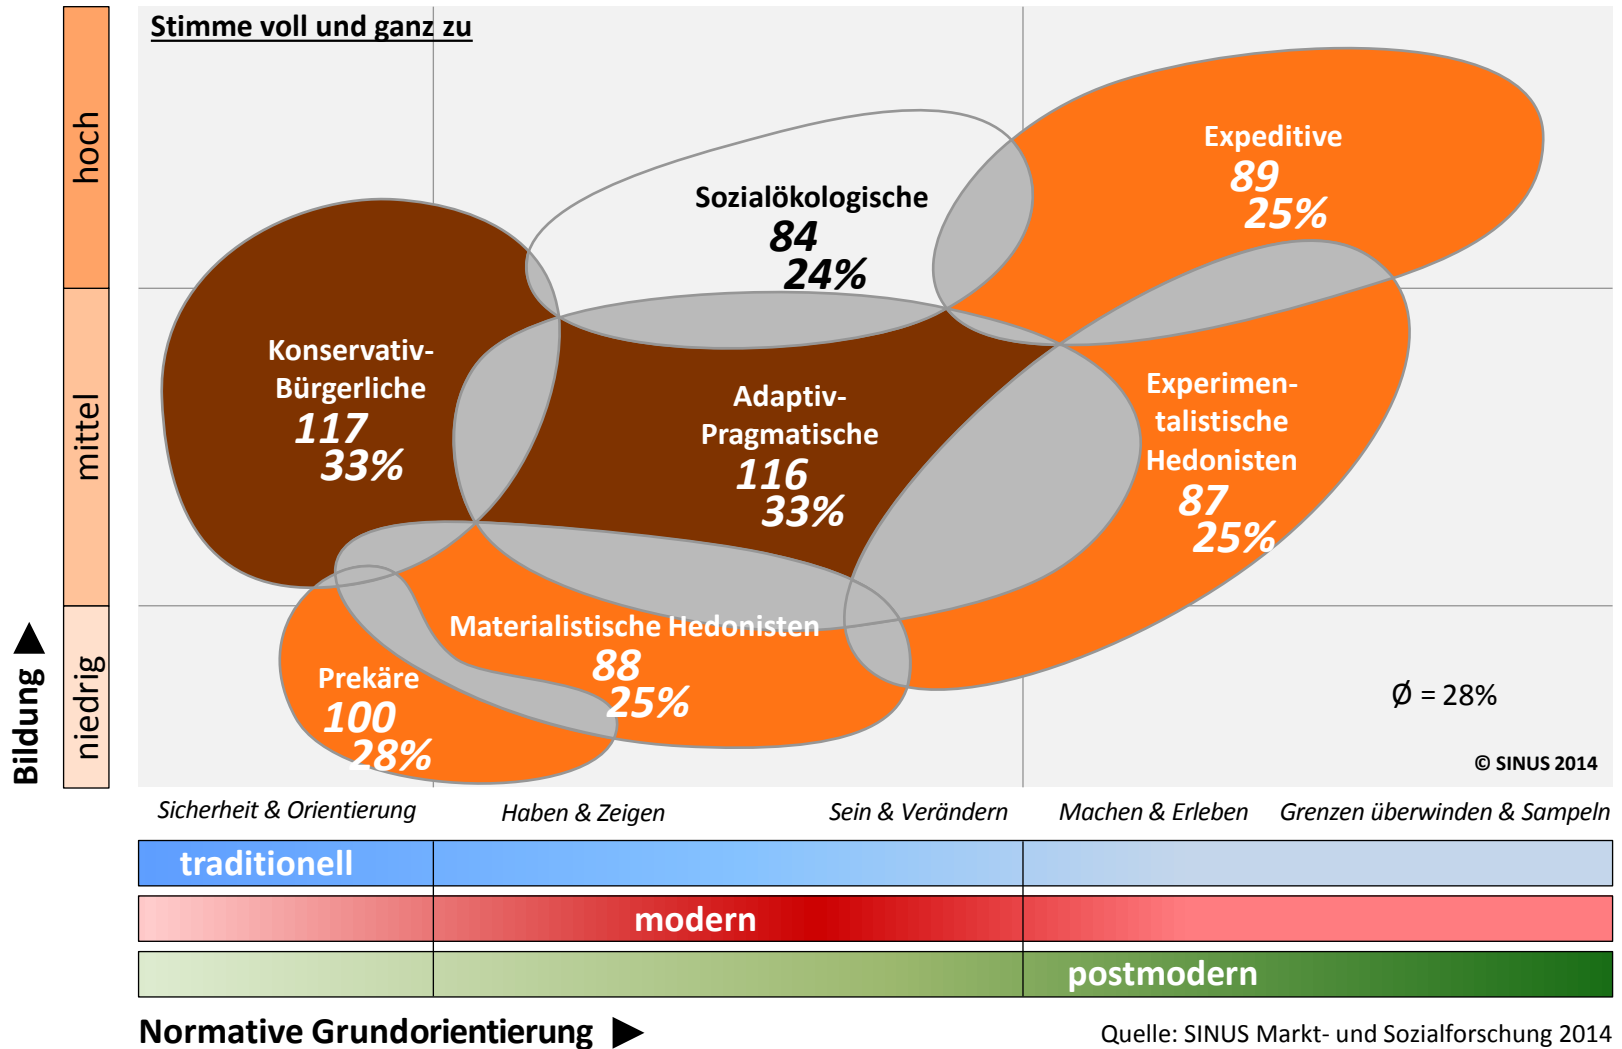 Stimme voll und ganz zu
hoch
mittel
niedrig
Bildung
Expeditive
89
25%
Sozialökologische
84
24%
Konservativ-
Bürgerliche
117
33%
Adaptiv-
Pragmatische
116
33%
Experimen-
talistische
Hedonisten
87
25%
Materialistische Hedonisten
88
25%
Prekäre
100
28%
Ø = 28%
© SINUS 2014
Sicherheit & Orientierung
Haben & Zeigen
Sein & Verändern
Machen & Erleben
Grenzen überwinden & Sampeln
traditionell
modern
postmodern
Normative Grundorientierung
Quelle: SINUS Markt- und Sozialforschung 2014